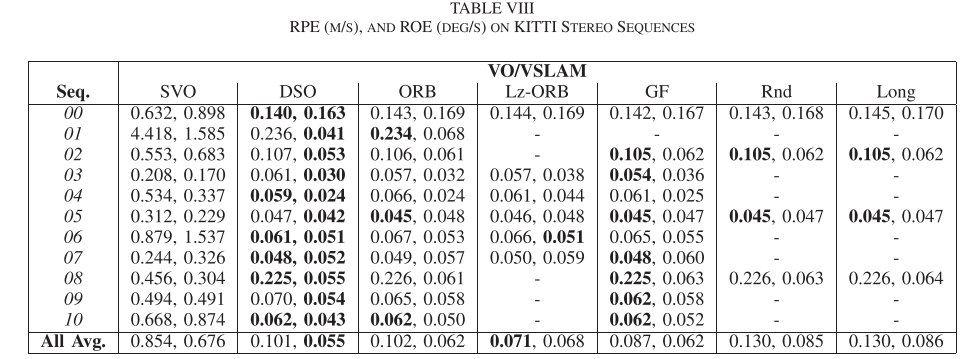 TABLE VIII
RPE (M/S), AND ROE (DEG/S) ON KITTI STEREO SEQUENCES
VO/VSLAM
Seq. SVO DSO ORB Lz-ORB GF Rnd Long
00 0.632, 0.898 0.140, 0.163 0.143, 0.169 0.144, 0.169 0.142, 0.167 0.143, 0.168 0.145, 0.170
01 4.418, 1.585 0.236, 0.041 0.234, 0.068 - - - -
02 0.553, 0.683 0.107, 0.053 0.106, 0.061 - 0.105, 0.062 0.105, 0.062 0.105, 0.062
03 0.208, 0.170 0.061, 0.030 0.057, 0.032 0.057, 0.038 0.054, 0.036 - -
04 0.534, 0.337 0.059, 0.024 0.066, 0.024 0.061, 0.044 0.061, 0.025 - -
05 0.312, 0.229 0.047, 0.042 0.045, 0.048 0.046, 0.048 0.045, 0.047 0.045, 0.047 0.045, 0.047
06 0.879, 1.537 0.061, 0.051 0.067, 0.053 0.066, 0.051 0.065, 0.055 - -
07 0.244, 0.326 0.048, 0.052 0.049, 0.057 0.050, 0.059 0.048, 0.060 - -
08 0.456, 0.304 0.225, 0.055 0.226, 0.061 - 0.225, 0.063 0.226, 0.063 0.226, 0.064
09 0.494, 0.491 0.070, 0.054 0.065, 0.058 - 0.062, 0.058 - -
10 0.668, 0.874 0.062, 0.043 0.062, 0.050 - 0.062, 0.052 - -
All Avg. 0.854, 0.676 0.101, 0.055 0.102, 0.062 0.071, 0.068 0.087, 0.062 0.130, 0.085 0.130, 0.086